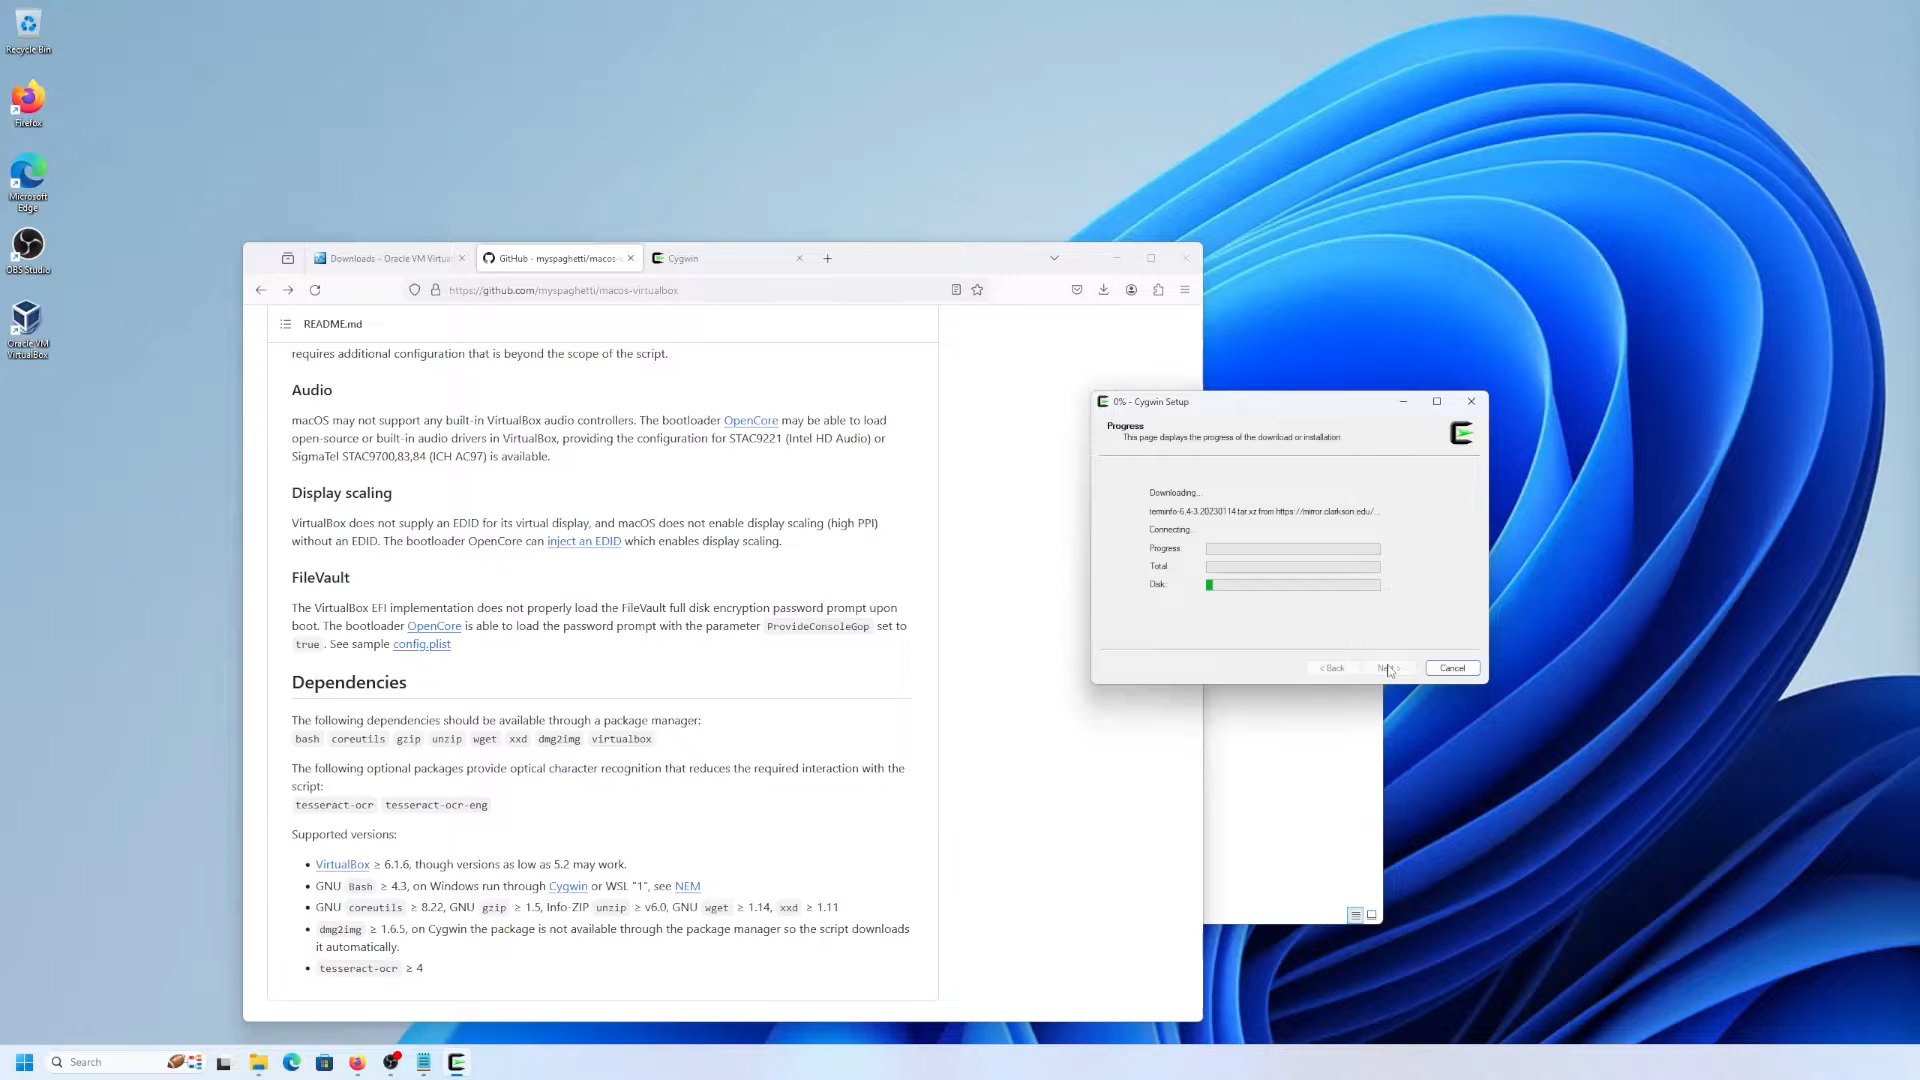 Recycle Bin
Firefox
Microsoft
Edge
OBS Studio
Oracle VM
VirtualBox
Downloads – Oracle VM Virtua
GitHub - myspaghetti/macos-v
Cygwin
https://github.com/myspaghetti/macos-virtualbox
README.md
requires additional configuration that is beyond the scope of the script.
Audio
macOS may not support any built-in VirtualBox audio controllers. The bootloader OpenCore may be able to load
open-source or built-in audio drivers in VirtualBox, providing the configuration for STAC9221 (Intel HD Audio) or
SigmaTel STAC9700,83,84 (ICH AC97) is available.
Display scaling
VirtualBox does not supply an EDID for its virtual display, and macOS does not enable display scaling (high PPI)
without an EDID. The bootloader OpenCore can inject an EDID which enables display scaling.
FileVault
The VirtualBox EFI implementation does not properly load the FileVault full disk encryption password prompt upon
boot. The bootloader OpenCore is able to load the password prompt with the parameter ProvideConsoleGop set to
true . See sample config.plist
Dependencies
The following dependencies should be available through a package manager:
bash coreutils gzip unzip wget xxd dmg2img virtualbox
The following optional packages provide optical character recognition that reduces the required interaction with the
script:
tesseract-ocr tesseract-ocr-eng
Supported versions:
• VirtualBox ≥ 6.1.6, though versions as low as 5.2 may work.
• GNU Bash ≥ 4.3, on Windows run through Cygwin or WSL "1", see NEM
• GNU coreutils ≥ 8.22, GNU gzip ≥ 1.5, Info-ZIP unzip ≥ v6.0, GNU wget ≥ 1.14, xxd ≥ 1.11
• dmg2img ≥ 1.6.5, on Cygwin the package is not available through the package manager so the script downloads
it automatically.
• tesseract-ocr ≥ 4
0% - Cygwin Setup
Progress
This page displays the progress of the download or installation.
Downloading...
terminfo-6.4-3.20230114.tar.xz from https://mirror.clarkson.edu/...
Connecting...
Progress:
Total:
Disk:
< Back
Next >
Cancel
Search